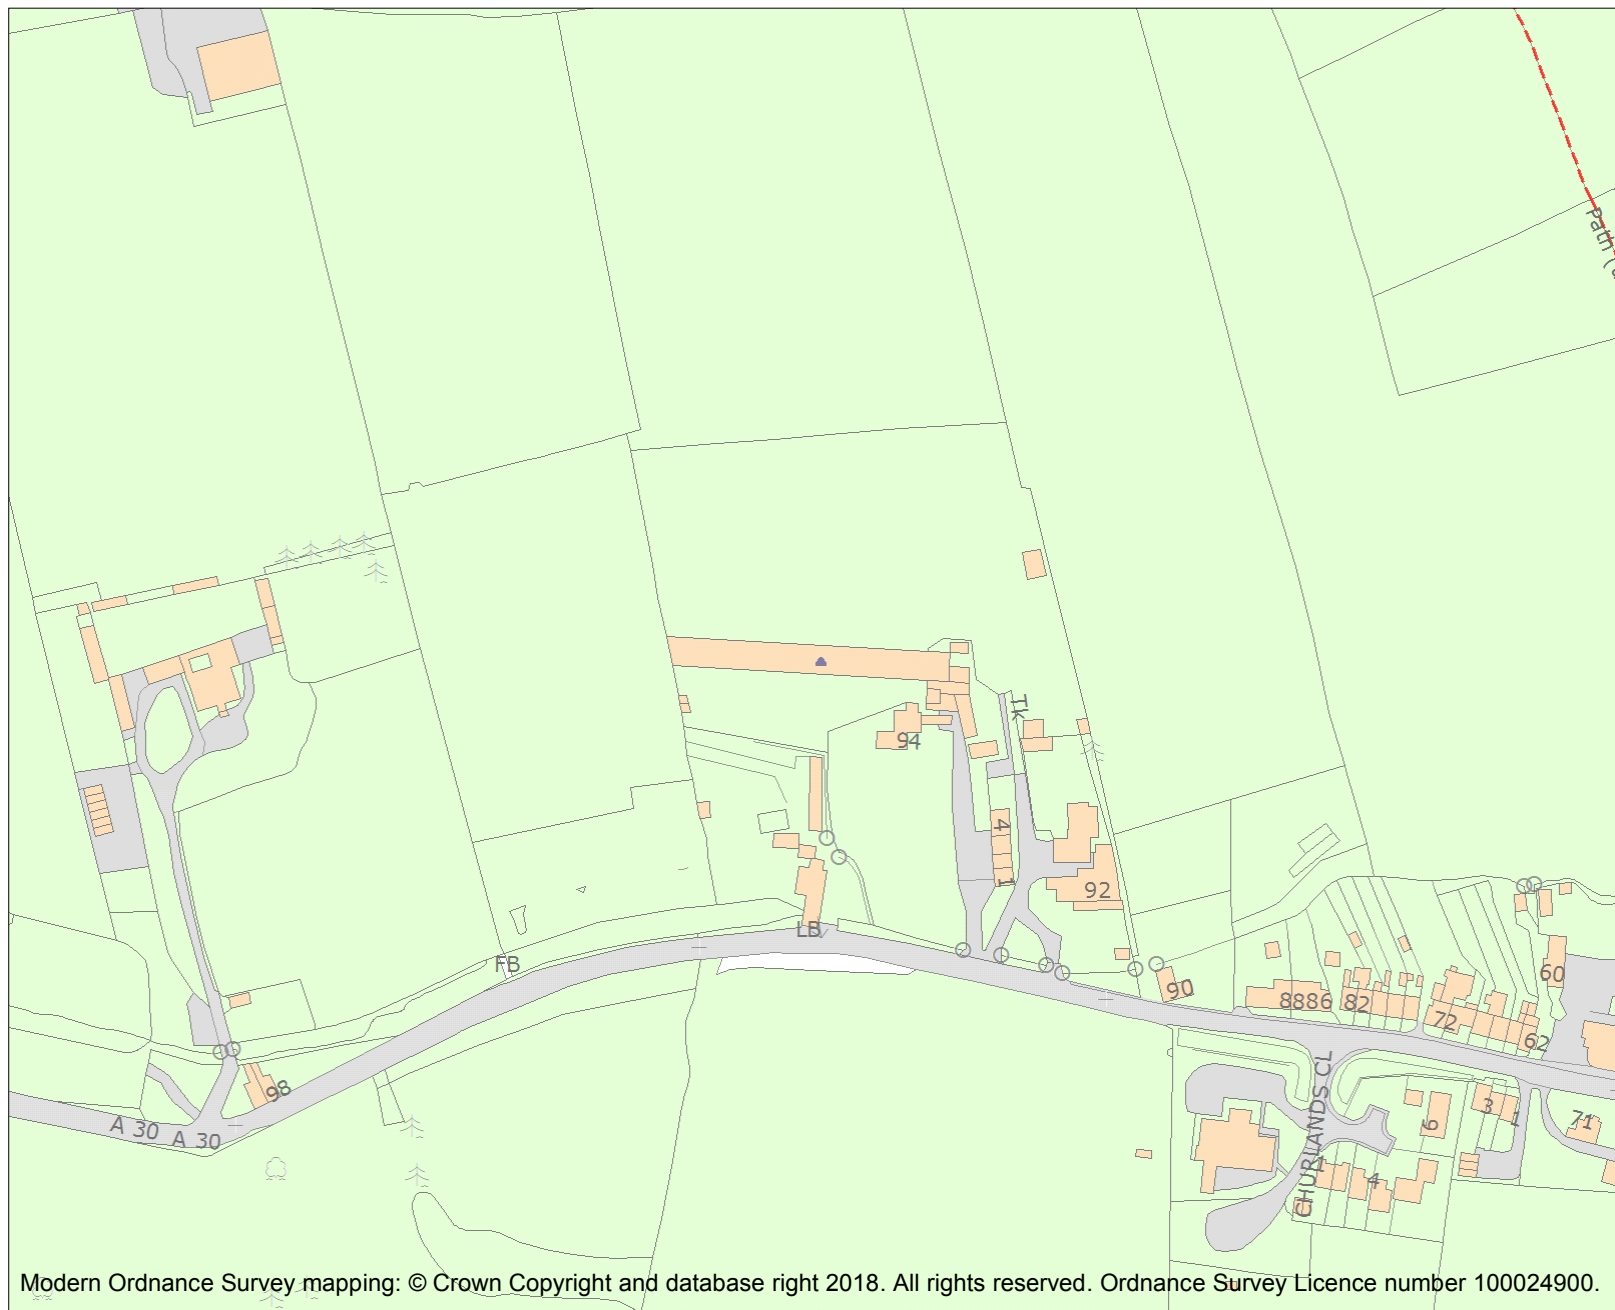 Path (u
Tk
94
4
1
92
LB
FB
90
8886
82
72
62
60
98
A 30
A 30
CHURLANDS CL
1
4
6
3
1
71
Modern Ordnance Survey mapping: © Crown Copyright and database right 2018. All rights reserved. Ordnance Survey Licence number 100024900.